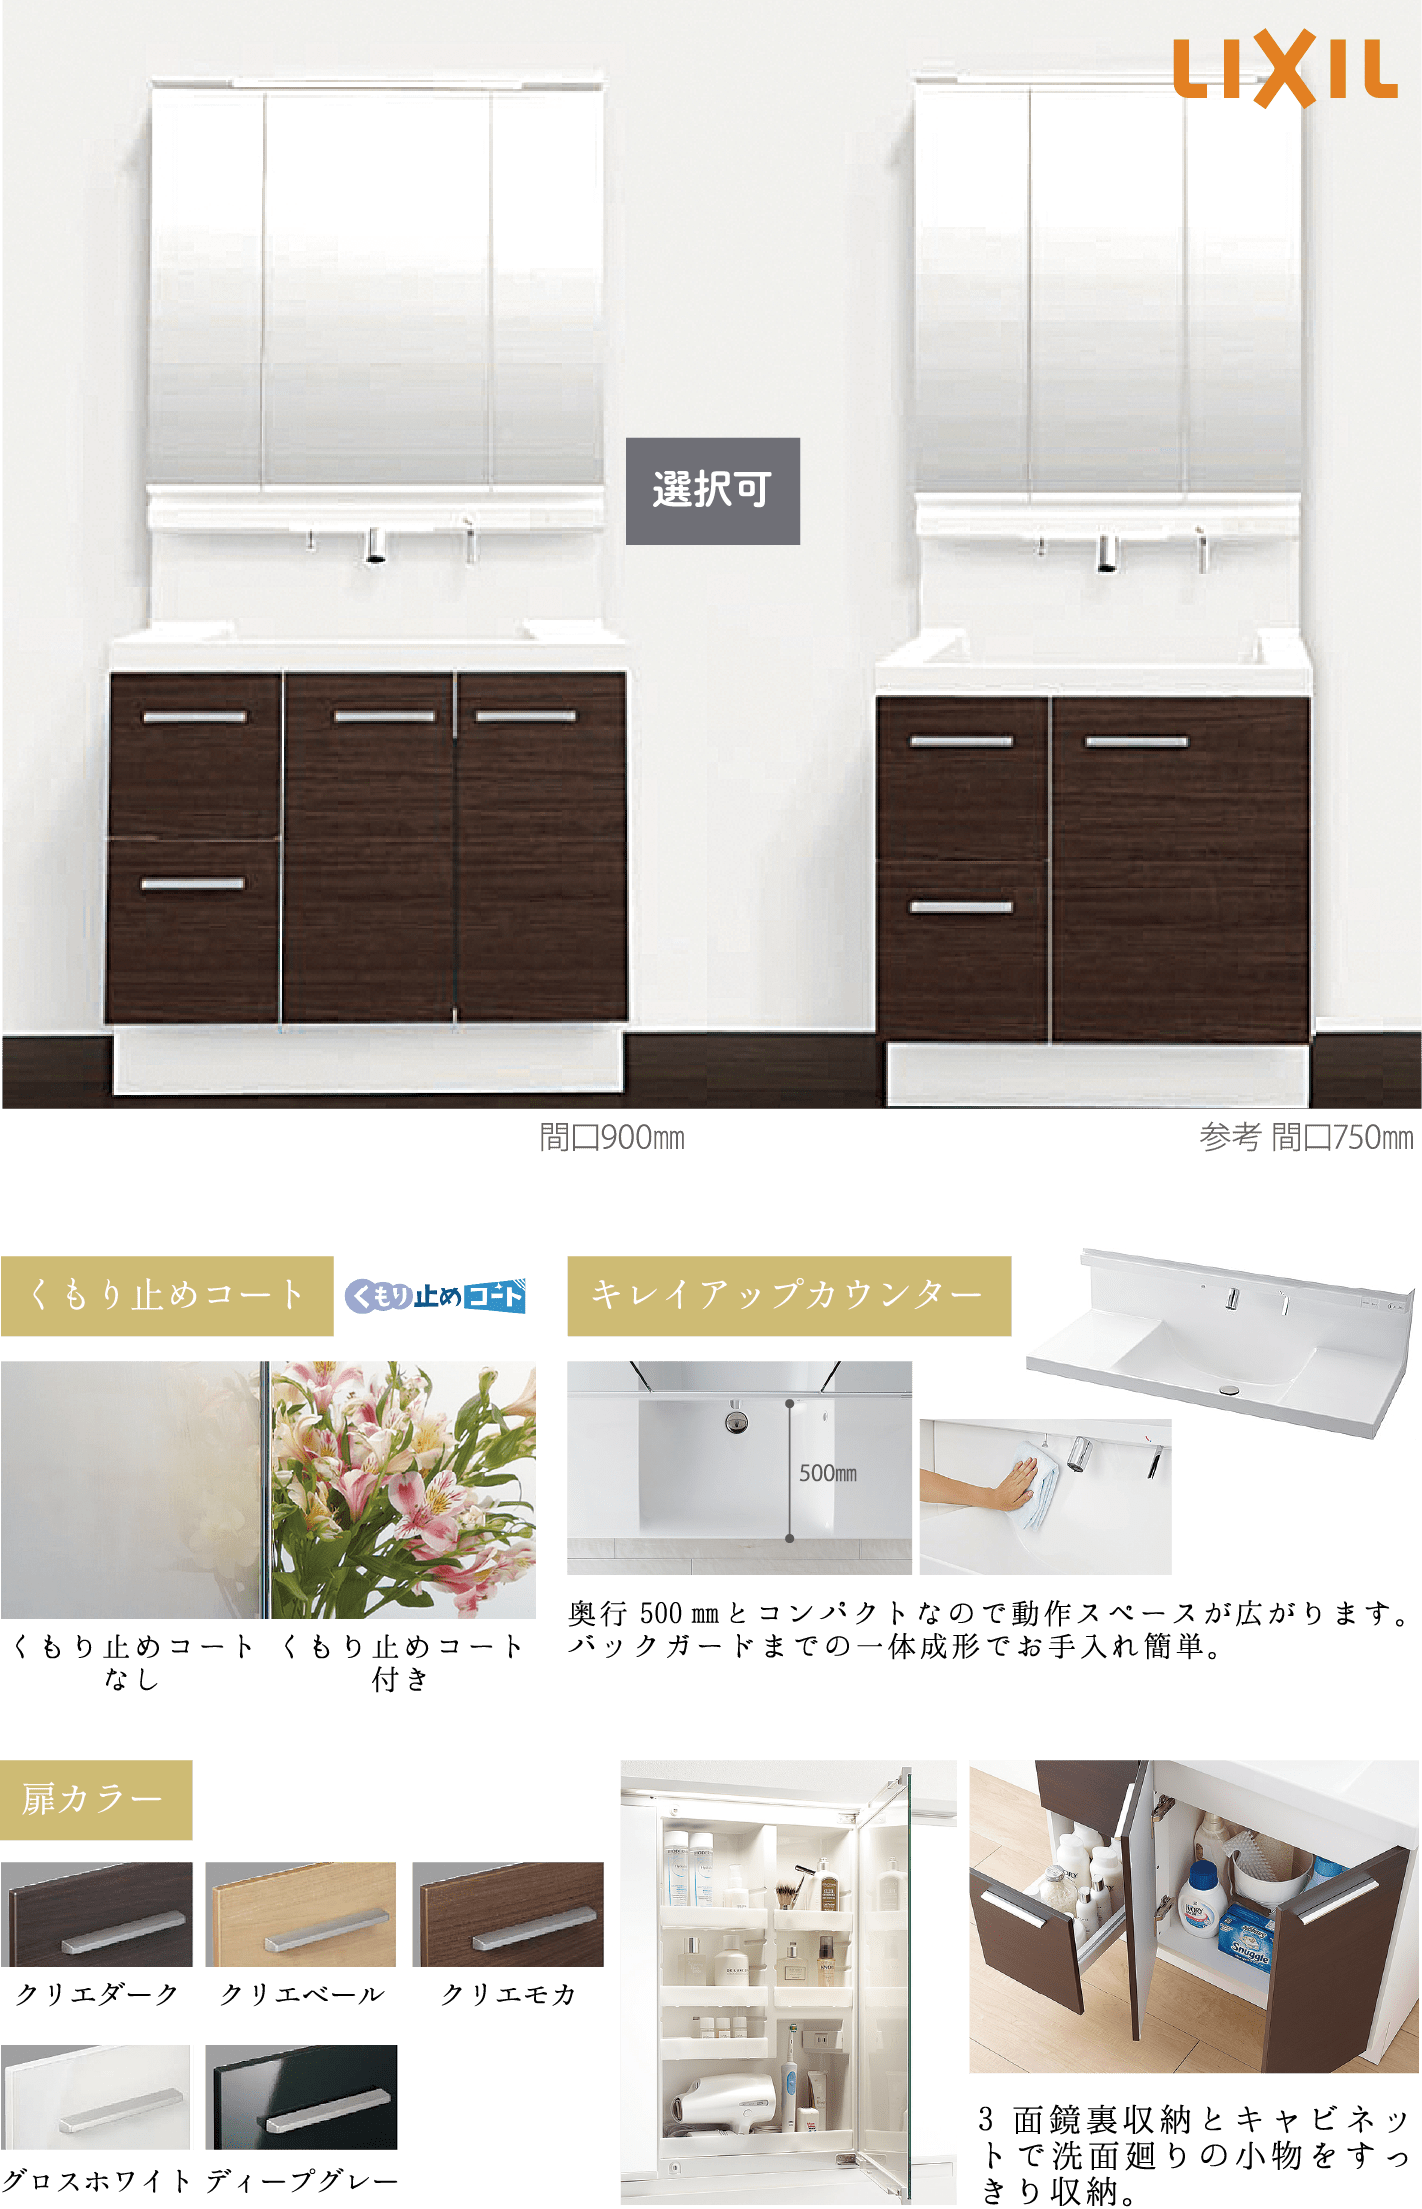 LIXIL
選択可
間口900㎜
参考 間口750㎜
くもり止めコート
くもり止めコート
キレイアップカウンター
500㎜
くもり止めコート
なし
くもり止めコート
付き
奥行 500 ㎜とコンパクトなので動作スペースが広がります。
バックガードまでの一体成形でお手入れ簡単。
扉カラー
クリエダーク
クリエベール
クリエモカ
グロスホワイト
ディープグレー
Snuggle
3 面鏡裏収納とキャビネッ
トで洗面廻りの小物をすっ
きり収納。